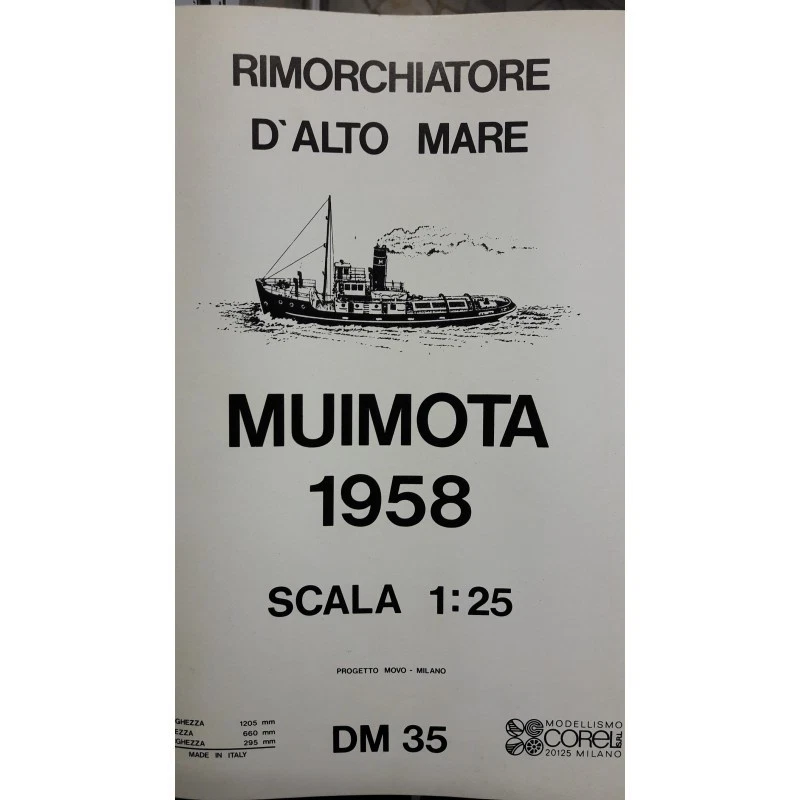 RIMORCHIATORE
D`ALTO MARE
MUIMOTA
1958
SCALA 1:25
PROGETTO MOVO - MILANO
GHEZZA 1205 mm
EZZA 660 mm
GHEZZA 295 mm
MADE IN ITALY
DM 35
MODELLISMO
COREL S.R.L.
20125 MILANO